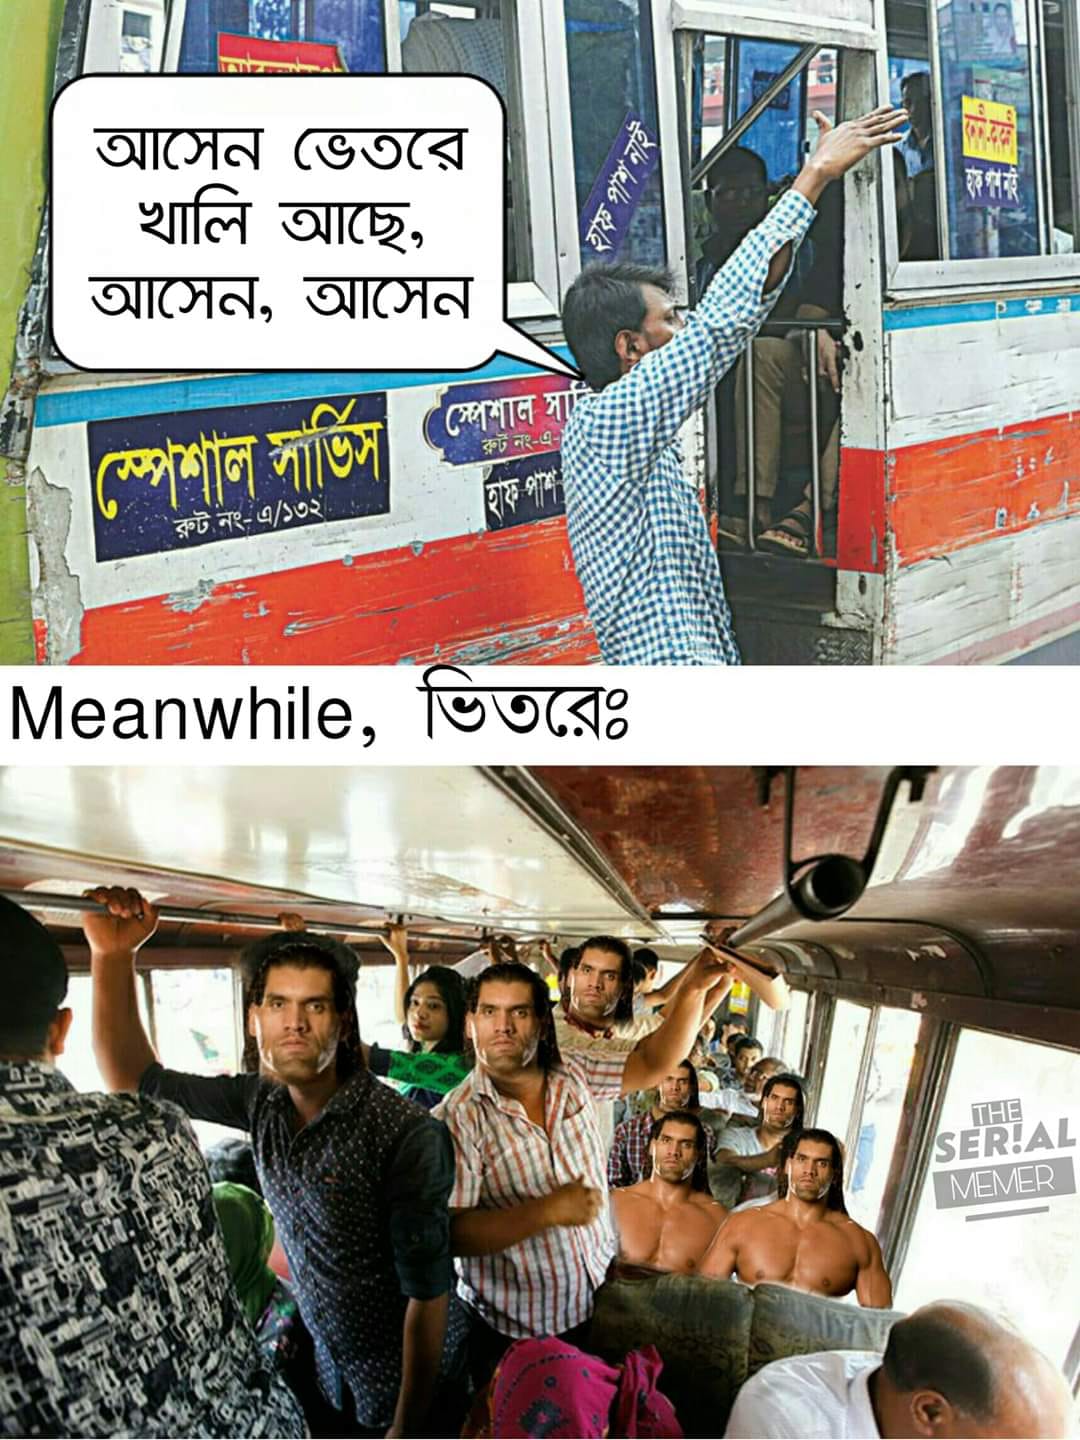 আসেন ভেতরে
খালি আছে,
আসেন, আসেন
হাফ পাশ নাই
হাফ পাশ নাই
স্পেশাল সার্ভিস
রুট নং-এ/১৩২
স্পেশাল
রুট নং-এ-
হাফ পাশ
Meanwhile, ভিতরেঃ
THE
SER!AL
MEMER